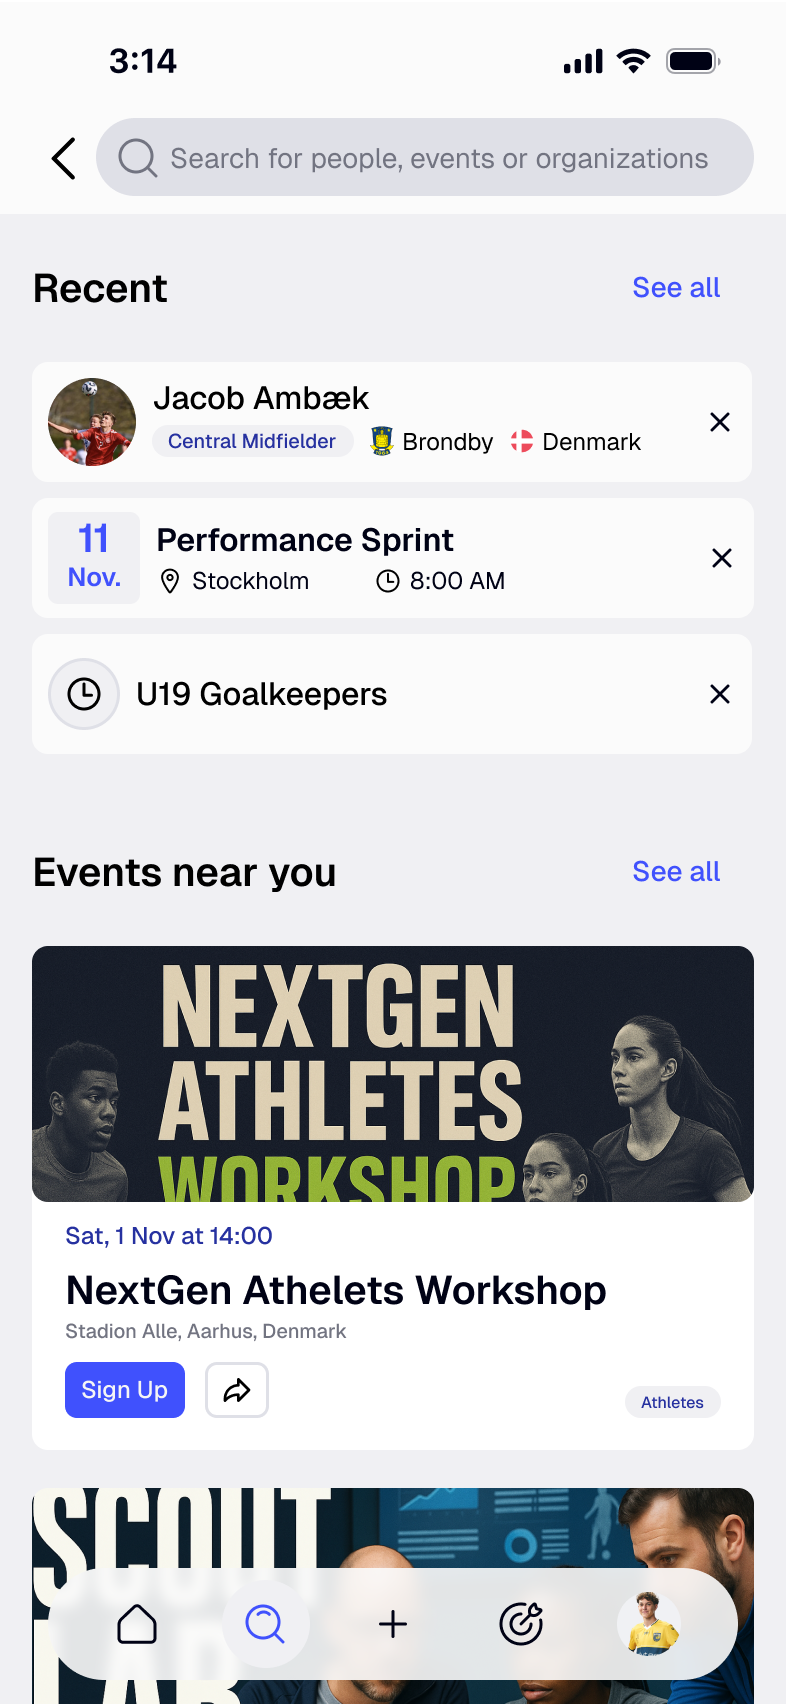 3:14
Search for people, events or organizations
Recent
See all
Jacob Ambæk
Central Midfielder
Brondby
Denmark
11
Nov.
Performance Sprint
Stockholm
8:00 AM
U19 Goalkeepers
Events near you
See all
NEXTGEN
ATHLETES
WORKSHOP
Sat, 1 Nov at 14:00
NextGen Athelets Workshop
Stadion Alle, Aarhus, Denmark
Sign Up
Athletes
SCOUT
LAB